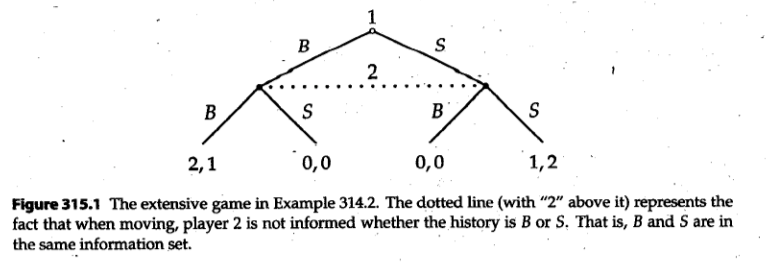 1
B S
2
B S B S
2,1 0,0 0,0 1,2
Figure 315.1 The extensive game in Example 314.2. The dotted line (with “2” above it) represents the
fact that when moving, player 2 is not informed whether the history is B or S. That is, B and S are in
the same information set.